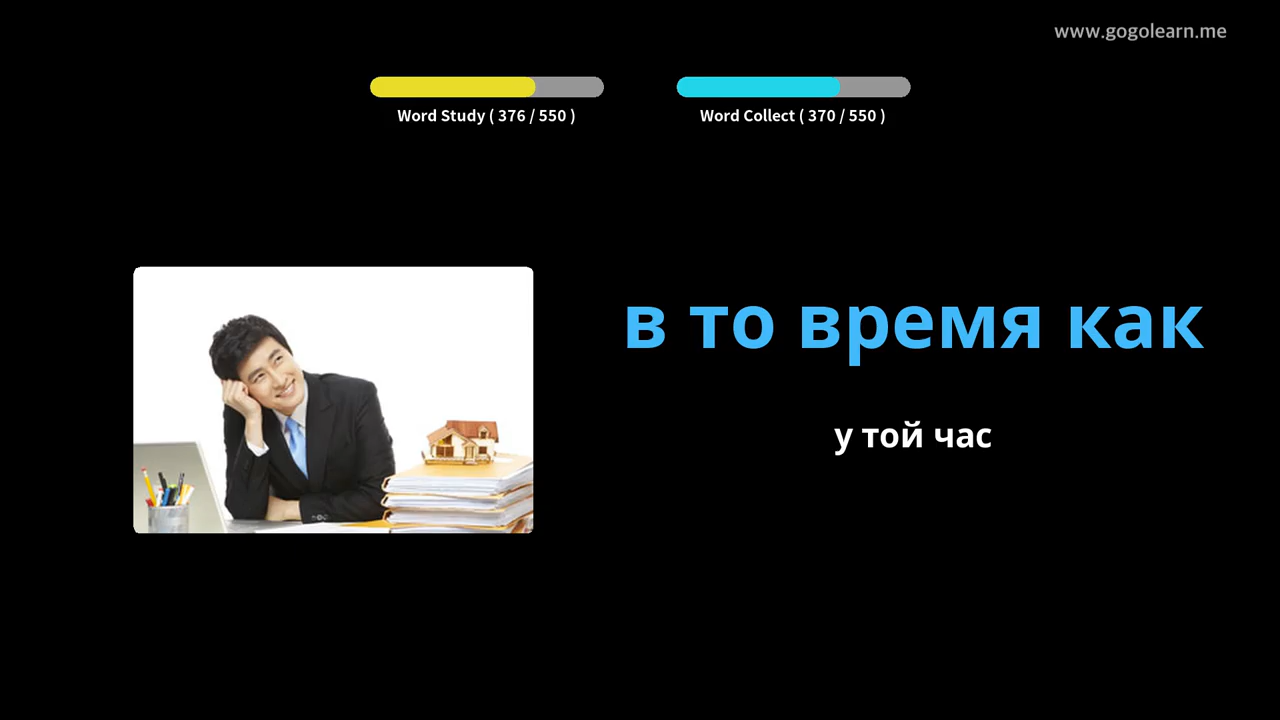 www.gogolearn.me
Word Study ( 376 / 550 )
Word Collect ( 370 / 550 )
в то время как
у той час